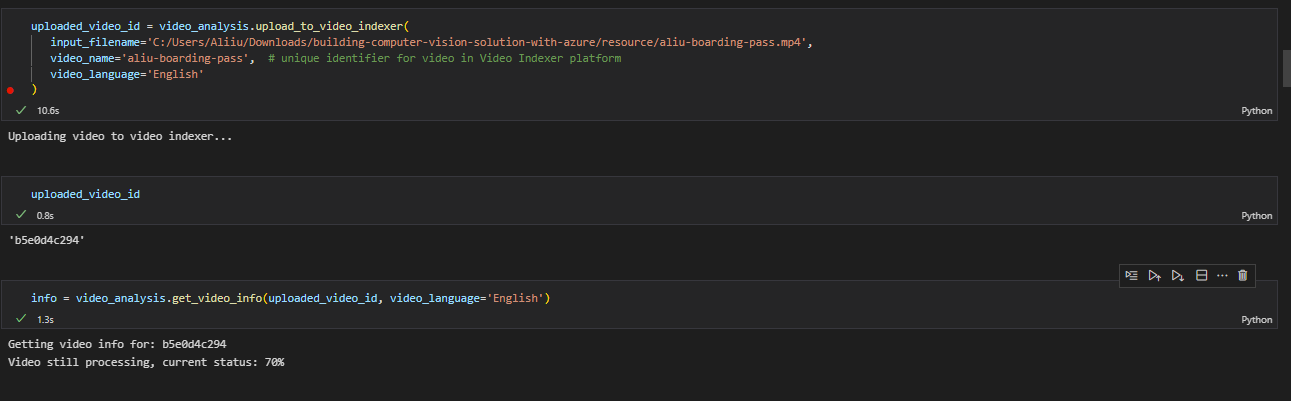 uploaded_video_id = video_analysis.upload_to_video_indexer(
input_filename='C:/Users/Aliiu/Downloads/building-computer-vision-solution-with-azure/resource/aliu-boarding-pass.mp4',
video_name='aliu-boarding-pass',  # unique identifier for video in Video Indexer platform
video_language='English'
)
10.6s
Python
Uploading video to video indexer...
uploaded_video_id
0.8s
Python
'b5e0d4c294'
info = video_analysis.get_video_info(uploaded_video_id, video_language='English')
1.3s
Python
Getting video info for: b5e0d4c294
Video still processing, current status: 70%